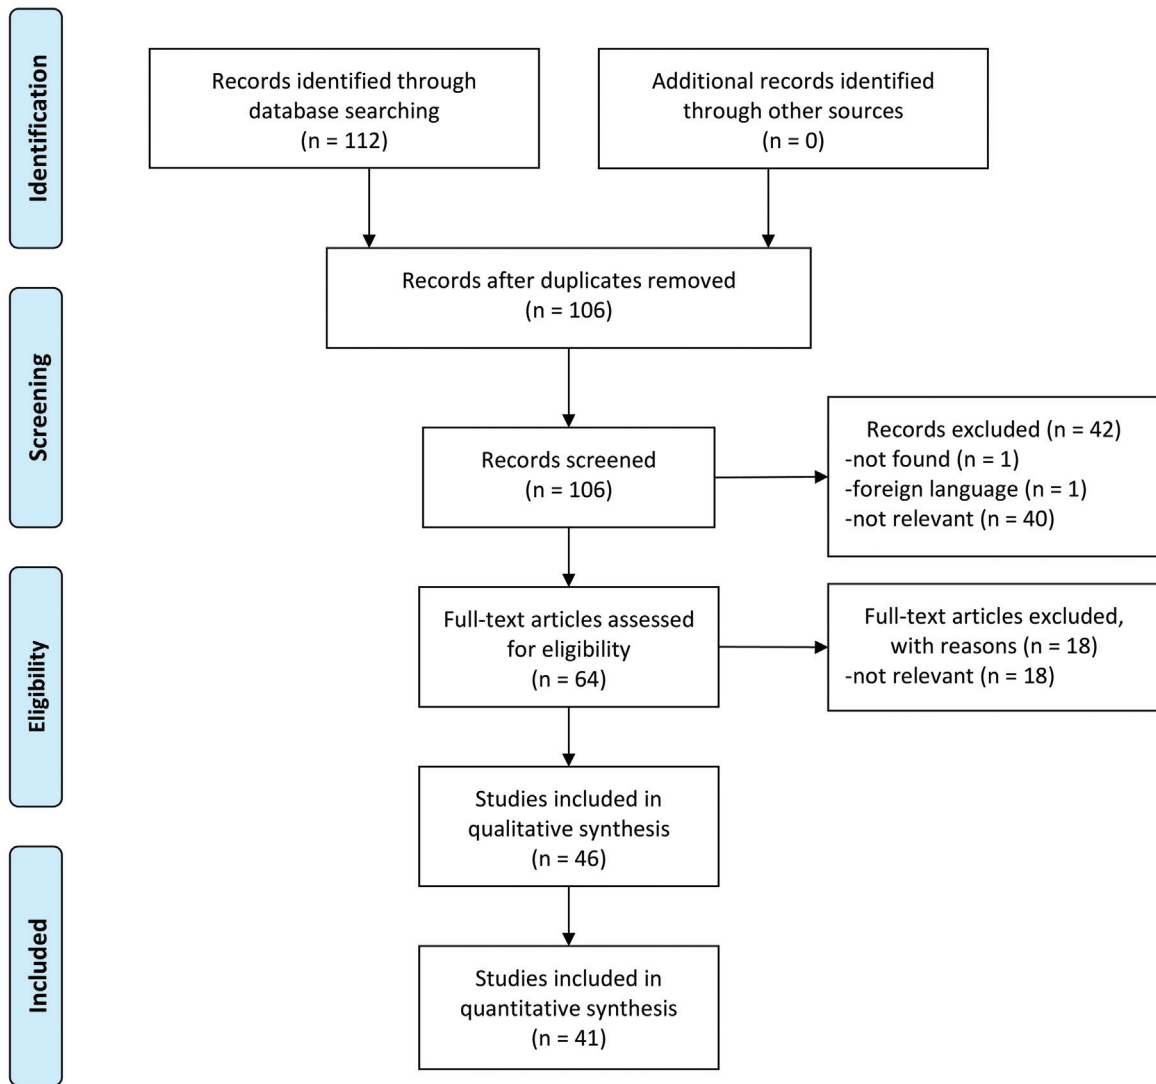 Identification
Records identified through
database searching
(n = 112)
Additional records identified
through other sources
(n = 0)
Records after duplicates removed
(n = 106)
Screening
Records screened
(n = 106)
Records excluded (n = 42)
-not found (n = 1)
-foreign language (n = 1)
-not relevant (n = 40)
Eligibility
Full-text articles assessed
for eligibility
(n = 64)
Full-text articles excluded,
with reasons (n = 18)
-not relevant (n = 18)
Studies included in
qualitative synthesis
(n = 46)
Included
Studies included in
quantitative synthesis
(n = 41)